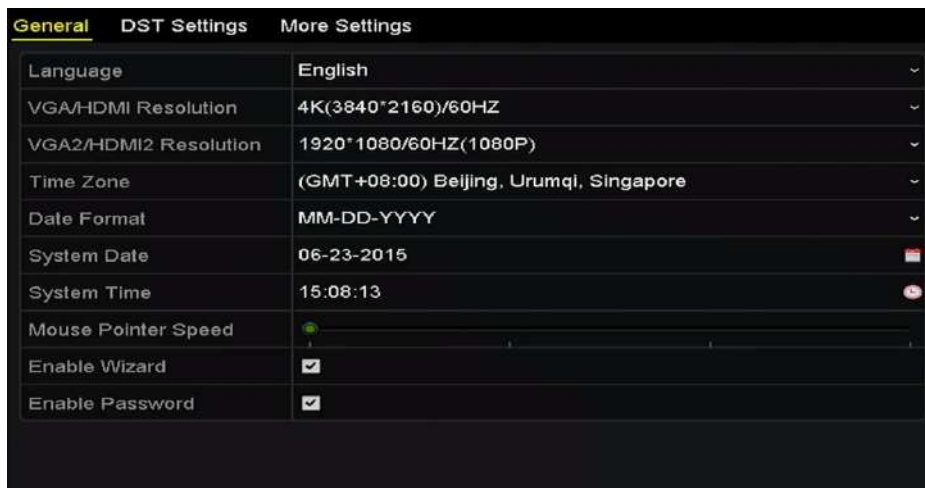 General DST Settings More Settings
Language English
VGA/HDMI Resolution 4K(3840*2160)/60HZ
VGA2/HDMI2 Resolution 1920*1080/60HZ(1080P)
Time Zone (GMT+08:00) Beijing, Urumqi, Singapore
Date Format MM-DD-YYYY
System Date 06-23-2015
System Time 15:08:13
Mouse Pointer Speed
Enable Wizard
Enable Password